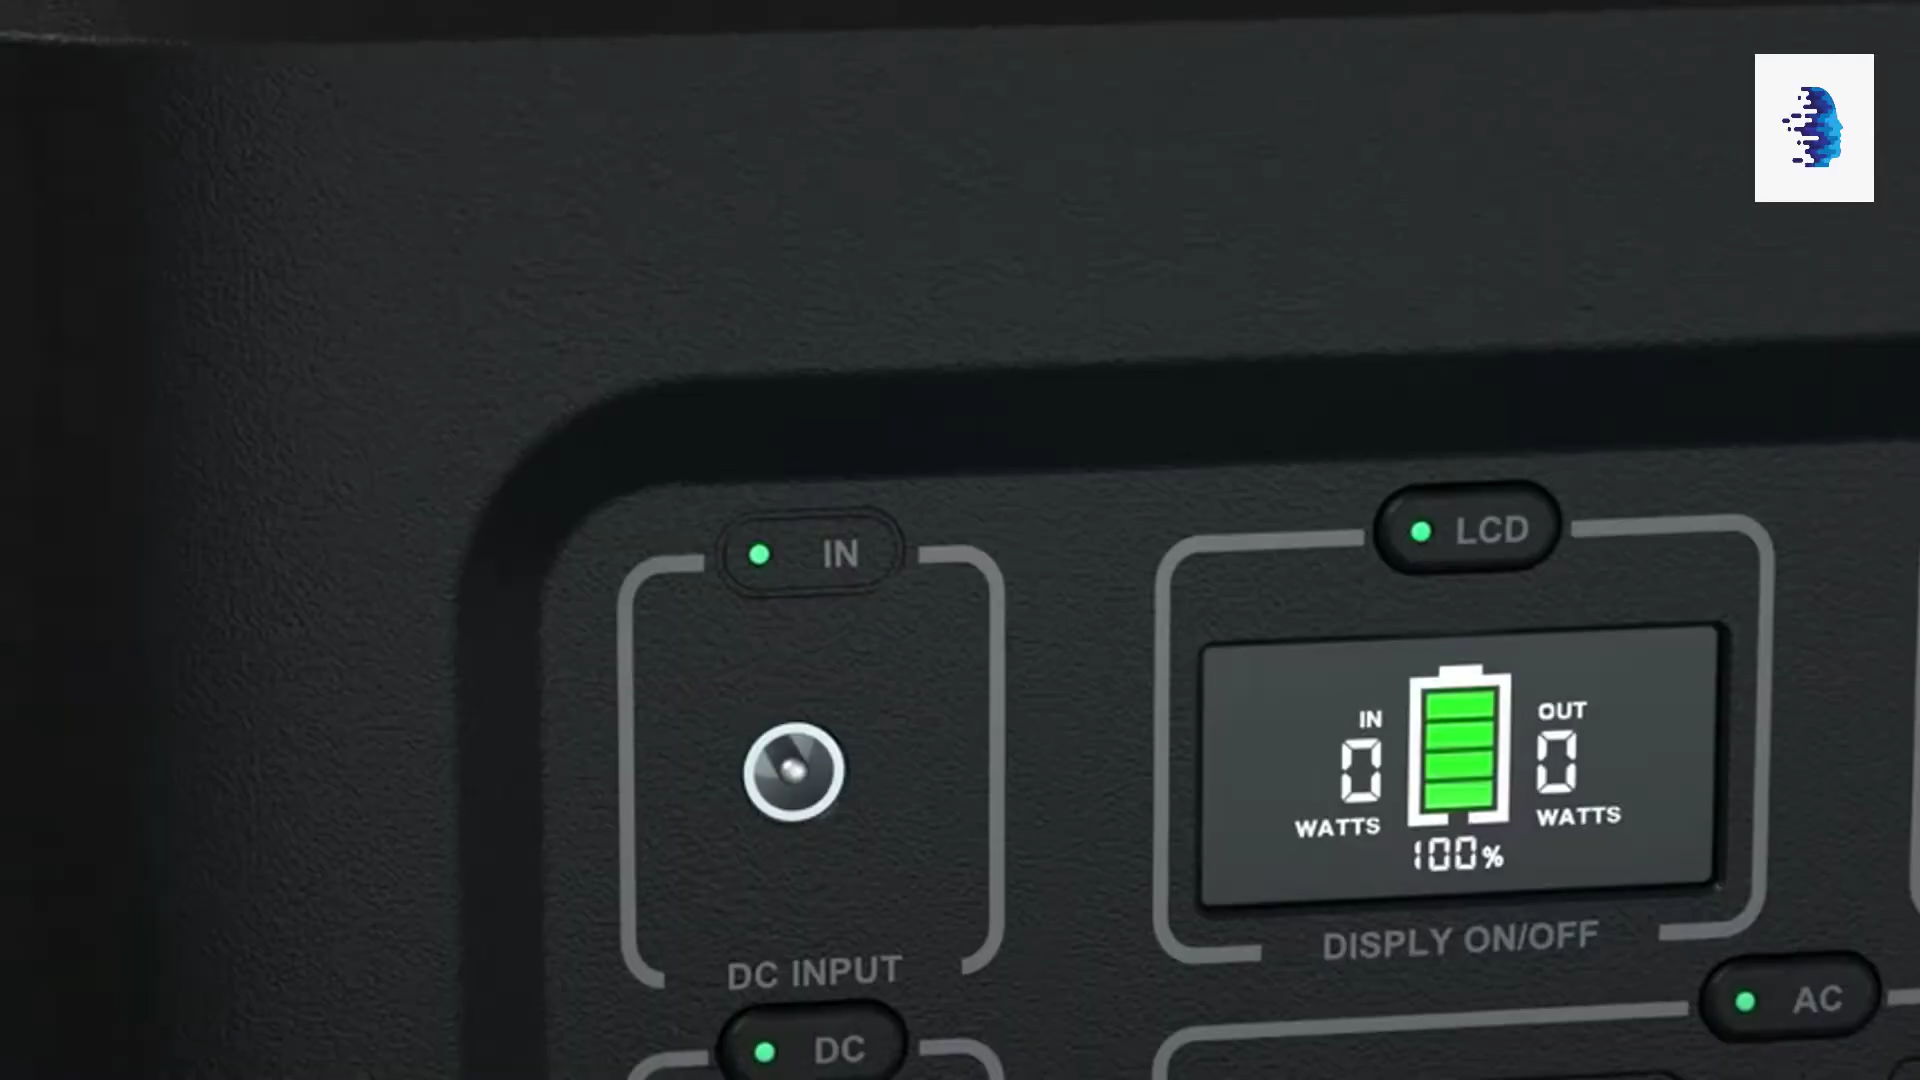 IN
LCD
IN
0
WATTS
OUT
0
WATTS
100%
DISPLY ON/OFF
DC INPUT
AC
DC